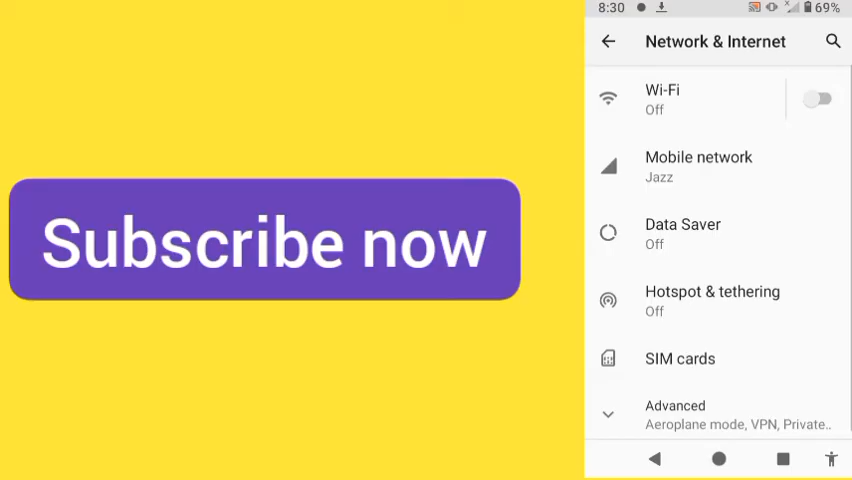 Subscribe now
8:30
69%
Network & Internet
Wi-Fi
Off
Mobile network
Jazz
Data Saver
Off
Hotspot & tethering
Off
SIM cards
Advanced
Aeroplane mode, VPN, Private..